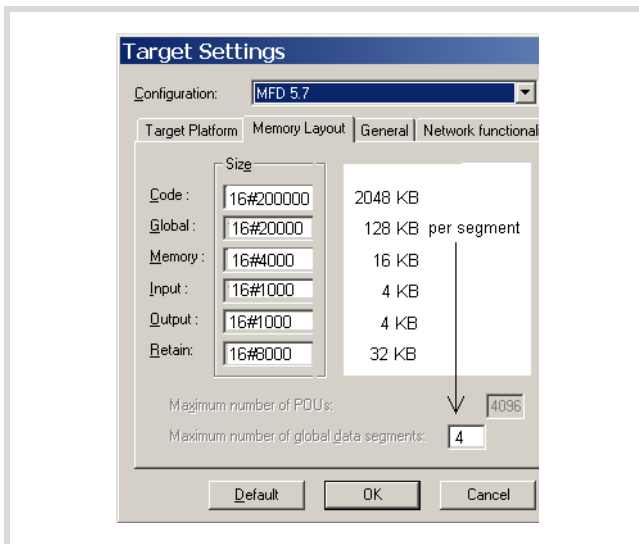 Target Settings
Configuration: MFD 5.7
Target Platform Memory Layout General Network functional
Size
Code : 16#200000 2048 KB
Global : 16#20000 128 KB per segment
Memory : 16#4000 16 KB
Input : 16#1000 4 KB
Output : 16#1000 4 KB
Retain: 16#8000 32 KB
Maximum number of POUs: 4096
Maximum number of global data segments: 4
Default OK Cancel